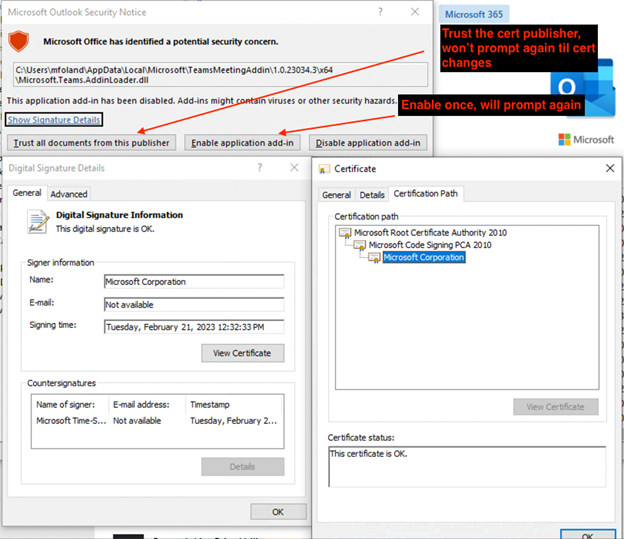 Microsoft Outlook Security Notice
Microsoft 365
Trust the cert publisher,
won't prompt again til cert
changes
Microsoft Office has identified a potential security concern.
C:\Users\mfoland\AppData\Local\Microsoft\TeamsMeetingAddin\1.0.23034.3\x64
\Microsoft.Teams.AddinLoader.dll
This application add-in has been disabled. Add-ins might contain viruses or other security hazards.
Enable once, will prompt again
Show Signature Details
Trust all documents from this publisher
Enable application add-in
Disable application add-in
Microsoft
Digital Signature Details
General
Advanced
Digital Signature Information
This digital signature is OK.
Signer information
Name:
Microsoft Corporation
E-mail:
Not available
Signing time:
Tuesday, February 21, 2023 12:32:33 PM
View Certificate
Countersignatures
Name of signer: E-mail address: Timestamp
Microsoft Time-S... Not available Tuesday, February 2...
Details
OK
Certificate
General
Details
Certification Path
Certification path
Microsoft Root Certificate Authority 2010
Microsoft Code Signing PCA 2010
Microsoft Corporation
View Certificate
Certificate status:
This certificate is OK.
OK